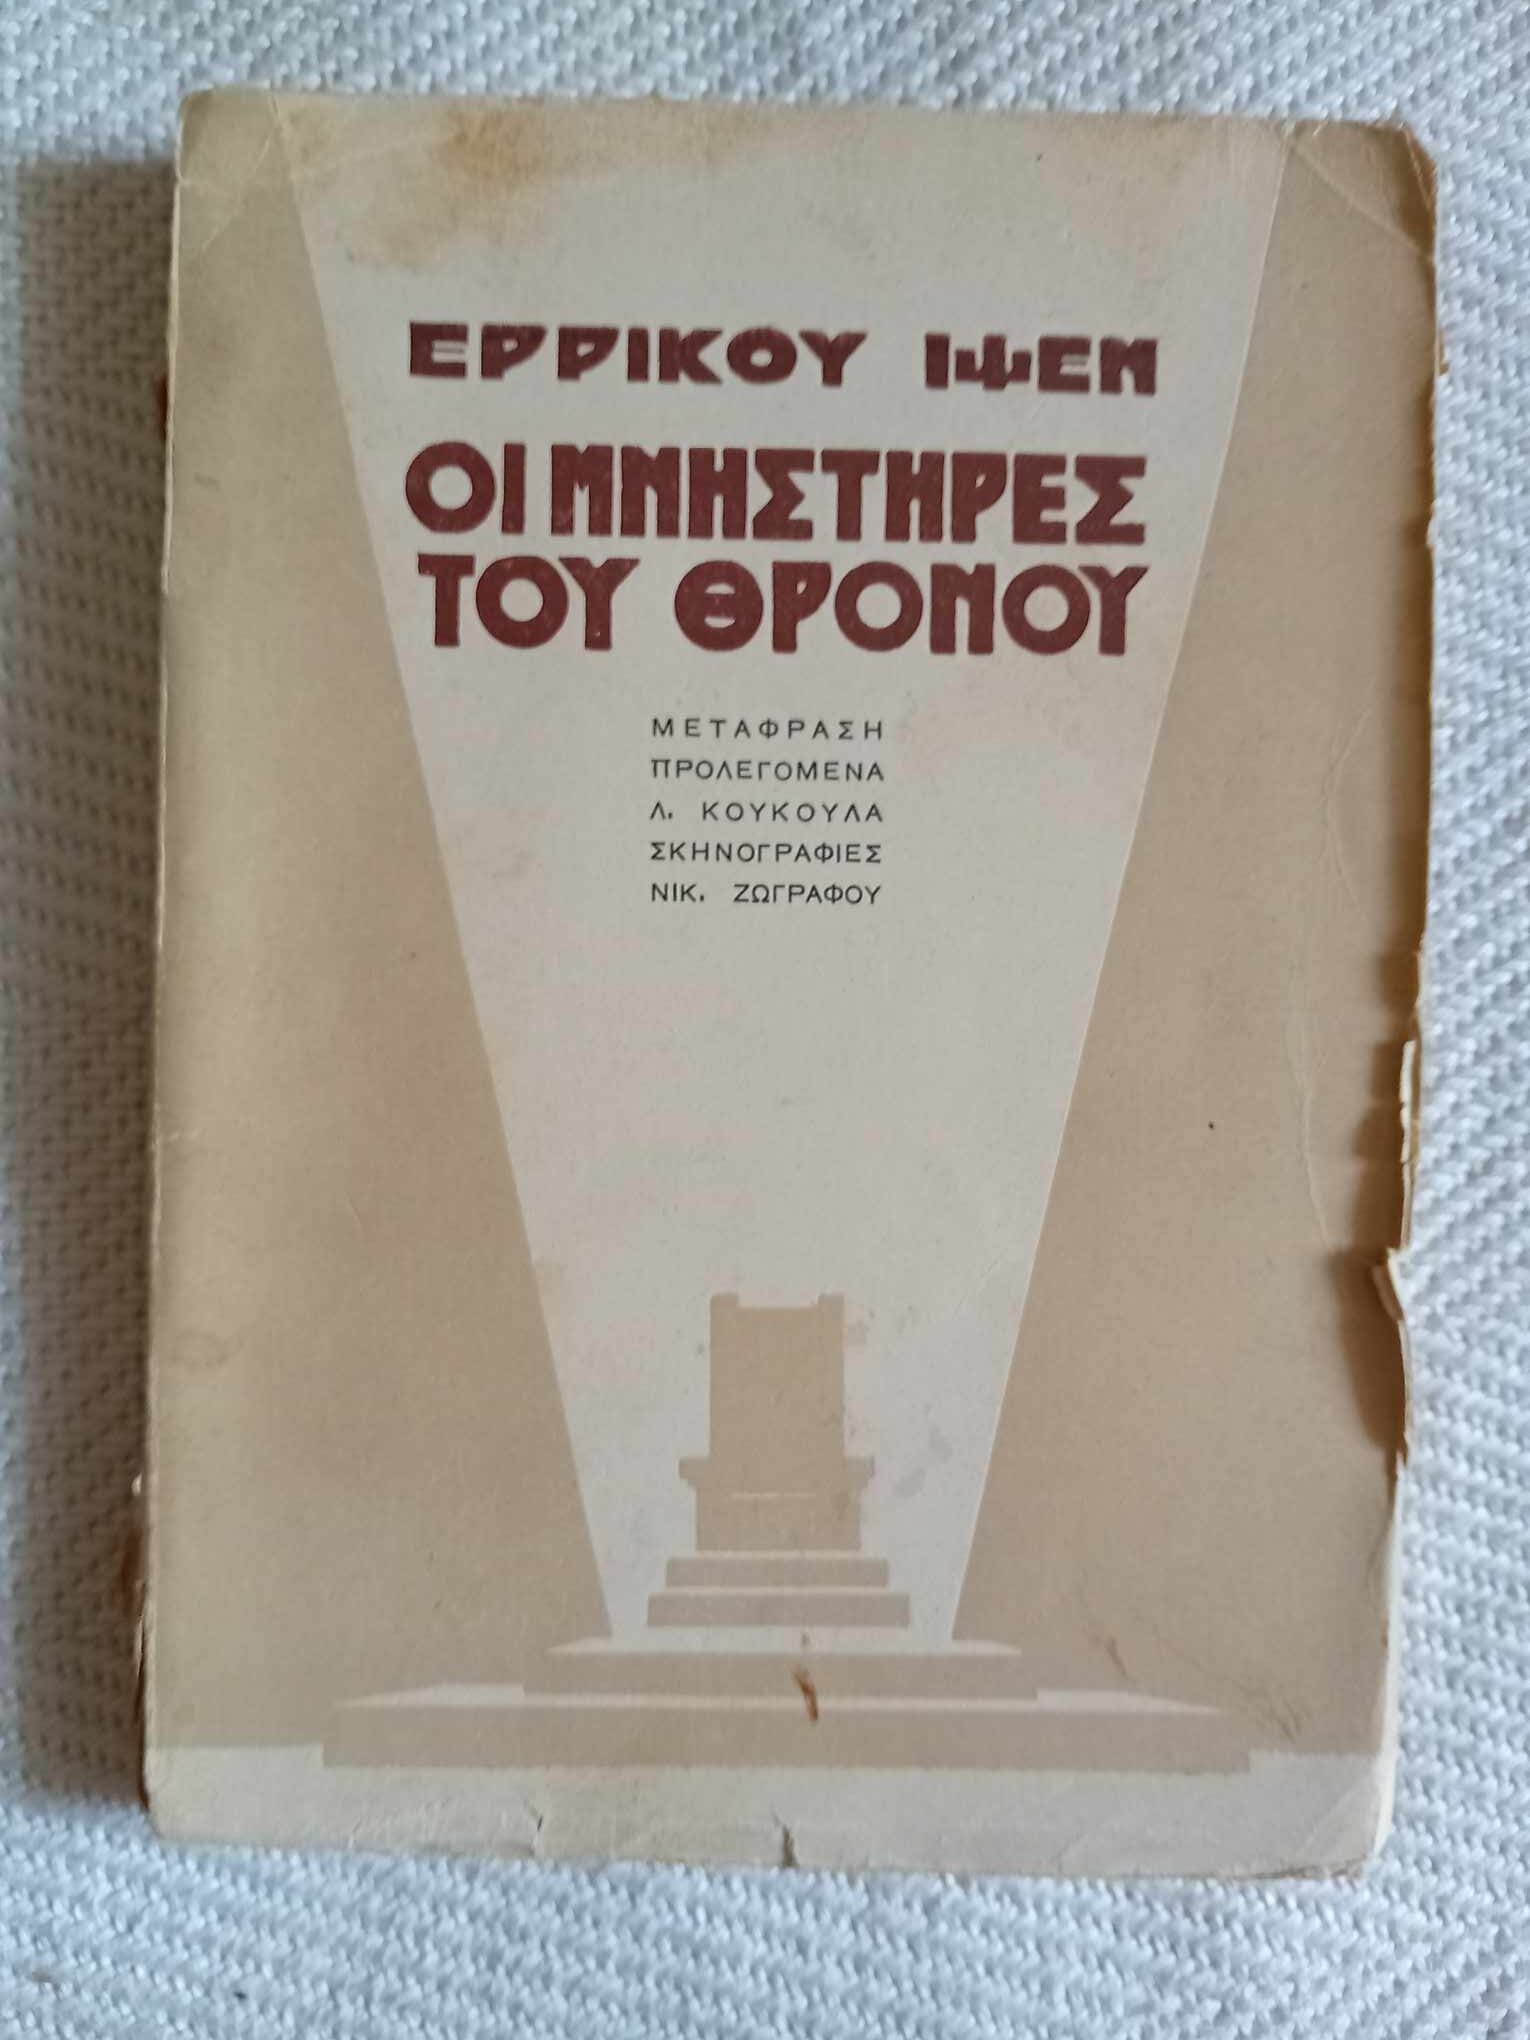 ΕΡΡΙΚΟΥ ΙΨΕΝ
ΟΙ ΜΝΗΣΤΗΡΕΣ
ΤΟΥ ΘΡΟΝΟΥ
ΜΕΤΑΦΡΑΣΗ
ΠΡΟΛΕΓΟΜΕΝΑ
Λ. ΚΟΥΚΟΥΛΑ
ΣΚΗΝΟΓΡΑΦΙΕΣ
ΝΙΚ. ΖΩΓΡΑΦΟΥ